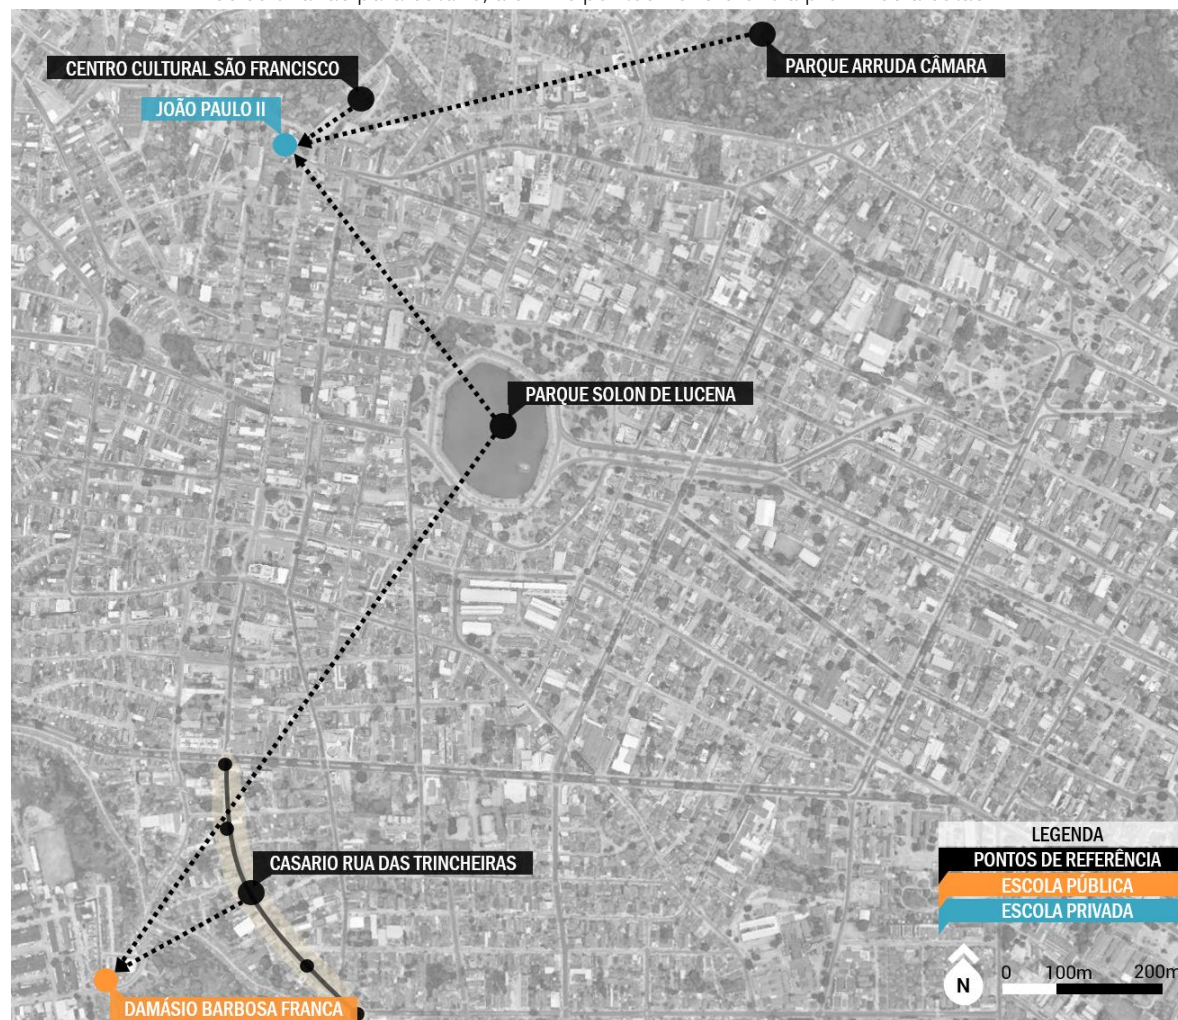 CENTRO CULTURAL SÃO FRANCISCO
PARQUE ARRUDA CÂMARA
JOÃO PAULO II
PARQUE SOLON DE LUCENA
CASARIO RUA DAS TRINCHEIRAS
DAMÁSIO BARBOSA FRANCA
LEGENDA
PONTOS DE REFERÊNCIA
ESCOLA PÚBLICA
ESCOLA PRIVADA
N
0 100m 200m